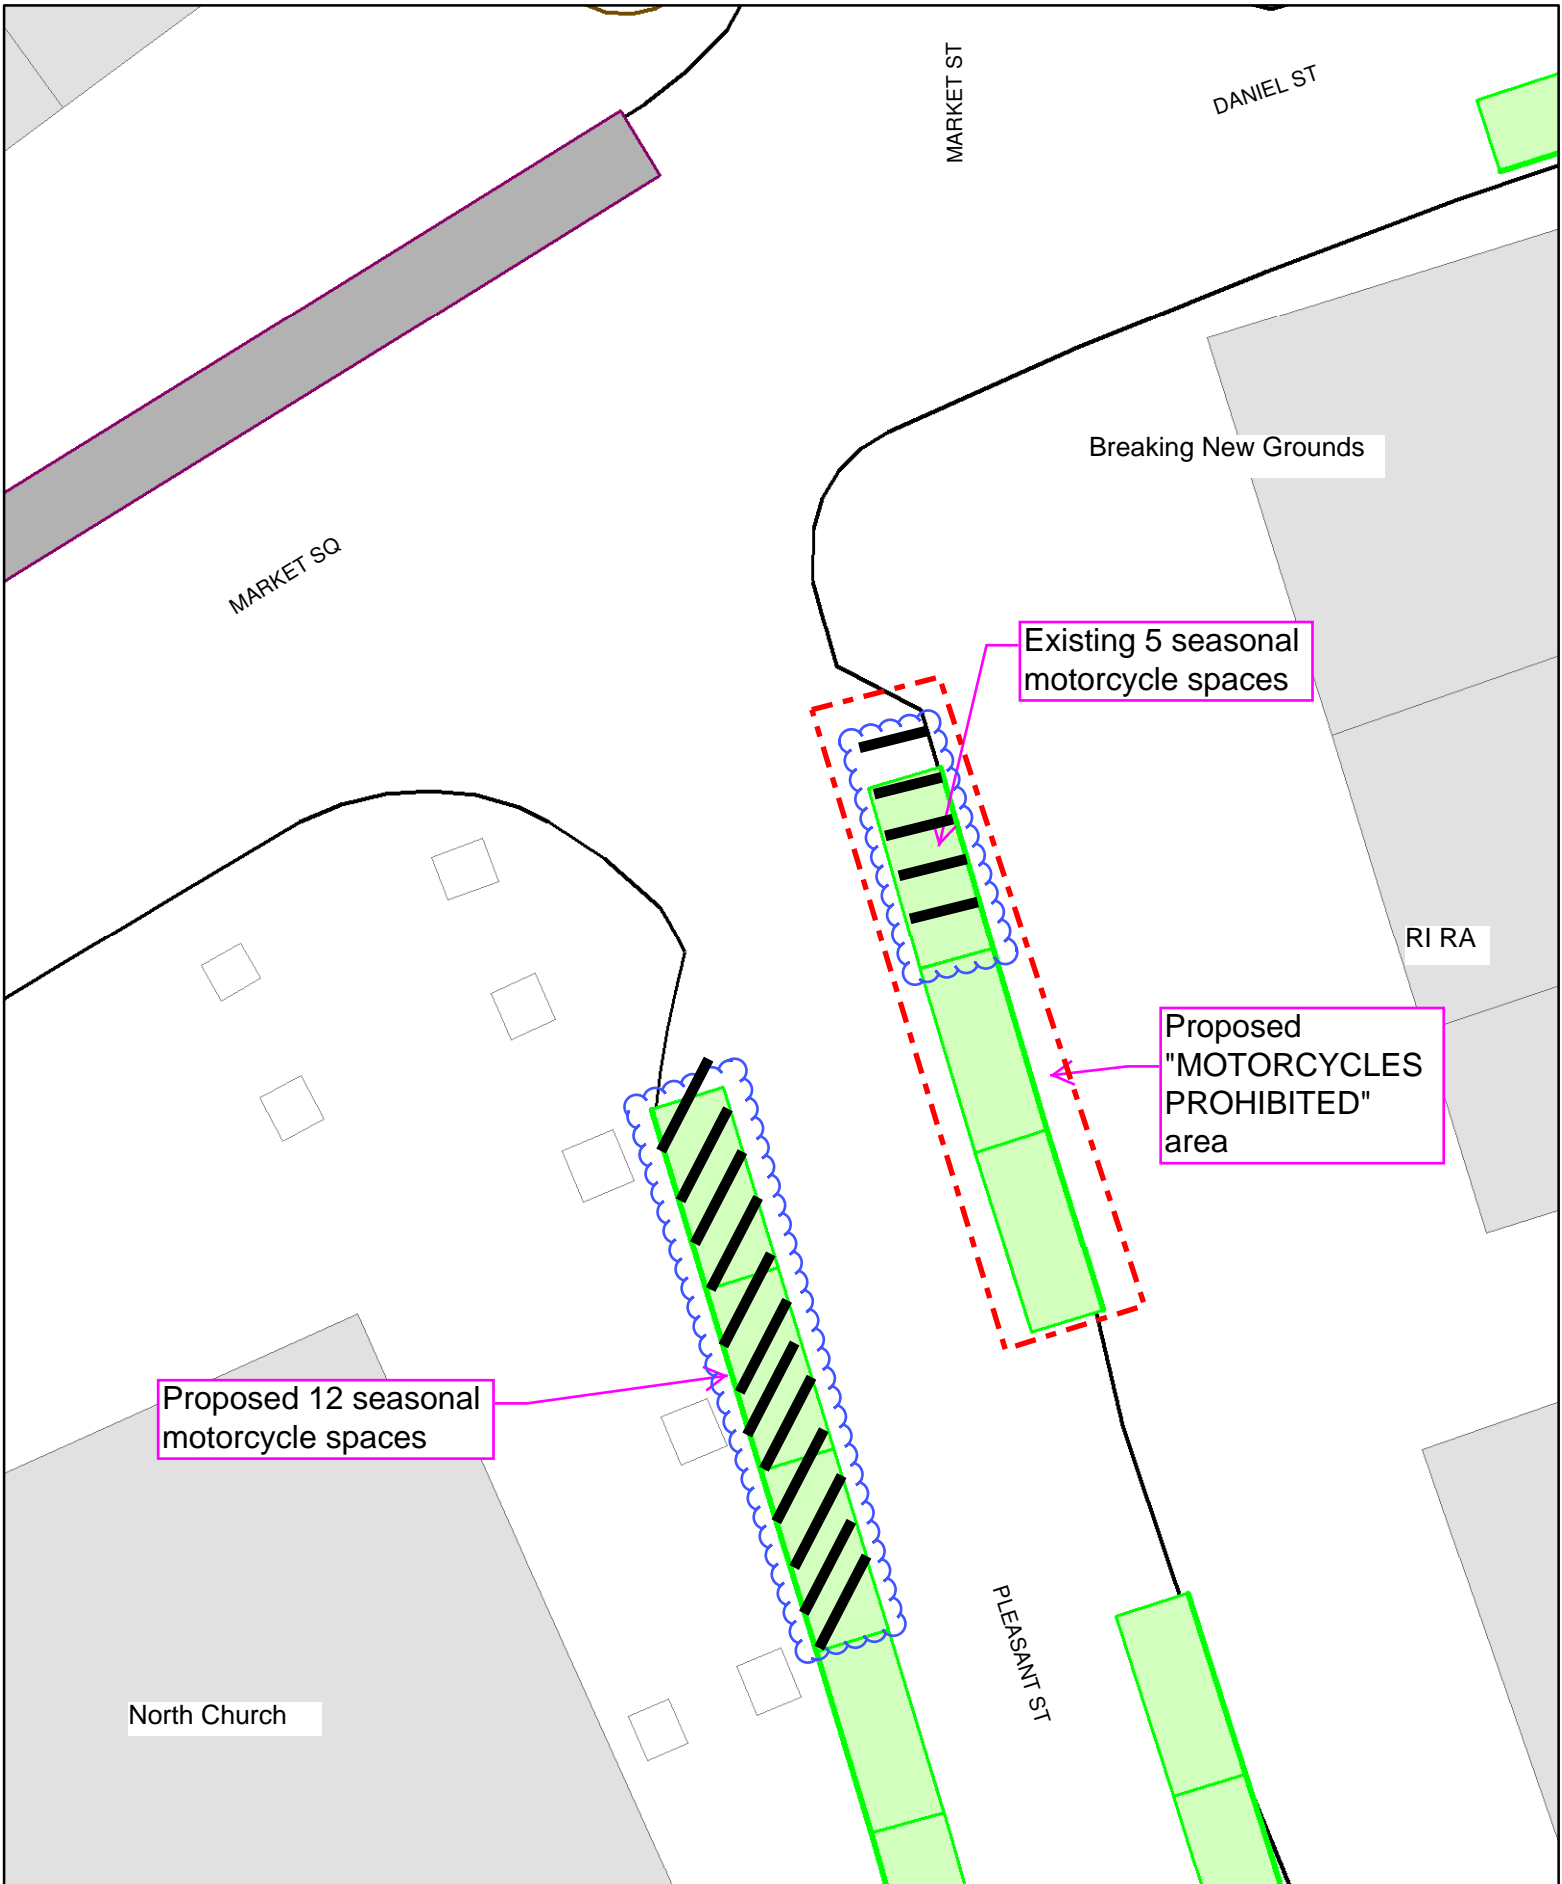 MARKET ST
DANIEL ST
Breaking New Grounds
MARKET SQ
Existing 5 seasonal
motorcycle spaces
RI RA
Proposed
"MOTORCYCLES
PROHIBITED"
area
Proposed 12 seasonal
motorcycle spaces
PLEASANT ST
North Church